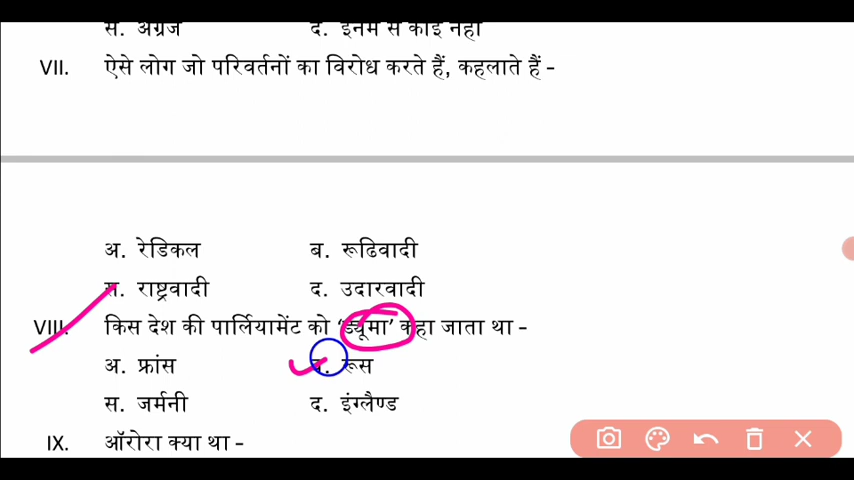 स. अंग्रेज द. इनमें से कोई नहीं
VII. ऐसे लोग जो परिवर्तनों का विरोध करते हैं, कहलाते हैं -
अ. रेडिकल ब. रूढिवादी
स. राष्ट्रवादी द. उदारवादी
VIII. किस देश की पार्लियामेंट को 'ड्यूमा' कहा जाता था -
अ. फ्रांस ब. रूस
स. जर्मनी द. इंग्लैण्ड
IX. ऑरोरा क्या था -